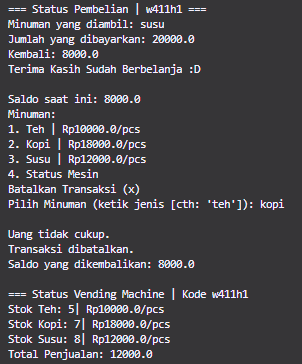 === Status Pembelian | w411h1 ===
Minuman yang diambil: susu
Jumlah yang dibayarkan: 20000.0
Kembali: 8000.0
Terima Kasih Sudah Berbelanja :D

Saldo saat ini: 8000.0
Minuman:
1. Teh | Rp10000.0/pcs
2. Kopi | Rp18000.0/pcs
3. Susu | Rp12000.0/pcs
4. Status Mesin
Batalkan Transaksi (x)
Pilih Minuman (ketik jenis [cth: 'teh']): kopi

Uang tidak cukup.
Transaksi dibatalkan.
Saldo yang dikembalikan: 8000.0

=== Status Vending Machine | Kode w411h1
Stok Teh: 5| Rp10000.0/pcs
Stok Kopi: 7| Rp18000.0/pcs
Stok Susu: 8| Rp12000.0/pcs
Total Penjualan: 12000.0